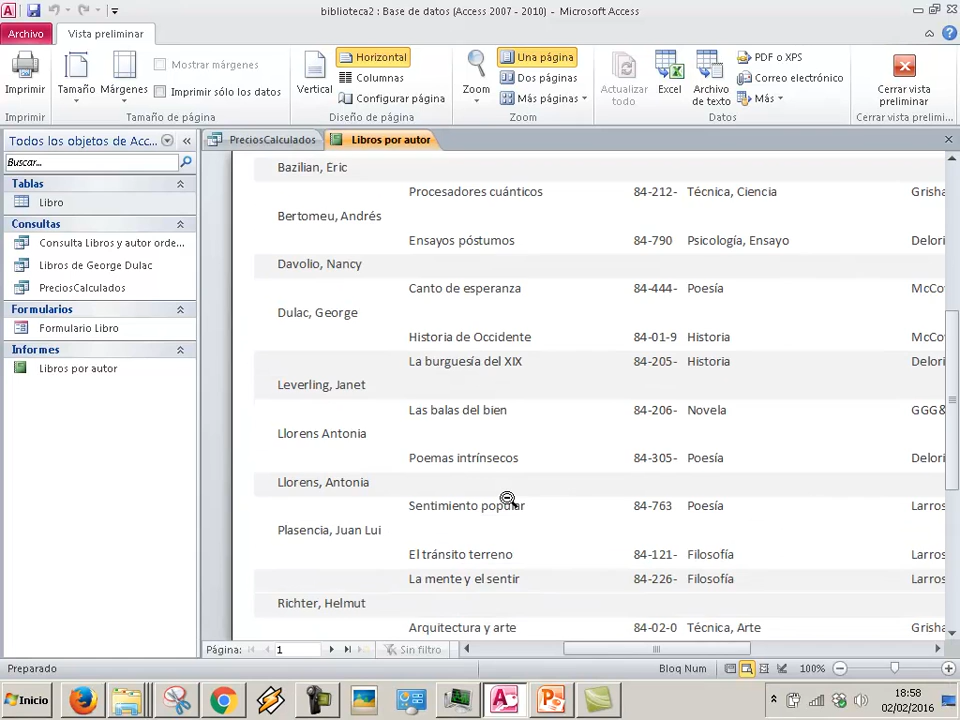 biblioteca2 : Base de datos (Access 2007 - 2010) - Microsoft Access
Archivo Vista preliminar
Imprimir
Tamaño
Márgenes
Mostrar márgenes
Imprimir sólo los datos
Vertical
Horizontal
Columnas
Configurar página
Zoom
Una página
Dos páginas
Más páginas
Actualizar todo
Excel
Archivo de texto
PDF o XPS
Correo electrónico
Más
Cerrar vista preliminar
Imprimir Tamaño de página Diseño de página Zoom Datos Cerrar vista prelimi...
Todos los objetos de Acc...
Buscar...
Tablas
Libro
Consultas
Consulta Libros y autor orde...
Libros de George Dulac
PreciosCalculados
Formularios
Formulario Libro
Informes
Libros por autor
PreciosCalculados Libros por autor
Bazilian, Eric
Procesadores cuánticos 84-212- Técnica, Ciencia Grisha
Bertomeu, Andrés
Ensayos póstumos 84-790 Psicología, Ensayo Delori
Davolio, Nancy
Canto de esperanza 84-444- Poesía McCo
Dulac, George
Historia de Occidente 84-01-9 Historia McCo
La burguesía del XIX 84-205- Historia Delori
Leverling, Janet
Las balas del bien 84-206- Novela GGG&
Llorens Antonia
Poemas intrínsecos 84-305- Poesía Delori
Llorens, Antonia
Sentimiento popular 84-763 Poesía Larros
Plasencia, Juan Lui
El tránsito terreno 84-121- Filosofía Larros
La mente y el sentir 84-226- Filosofía Larros
Richter, Helmut
Arquitectura y arte 84-02-0 Técnica, Arte Grisha
Página: 1 Sin filtro
Preparado Bloq Num 100%
Inicio
18:58
02/02/2016